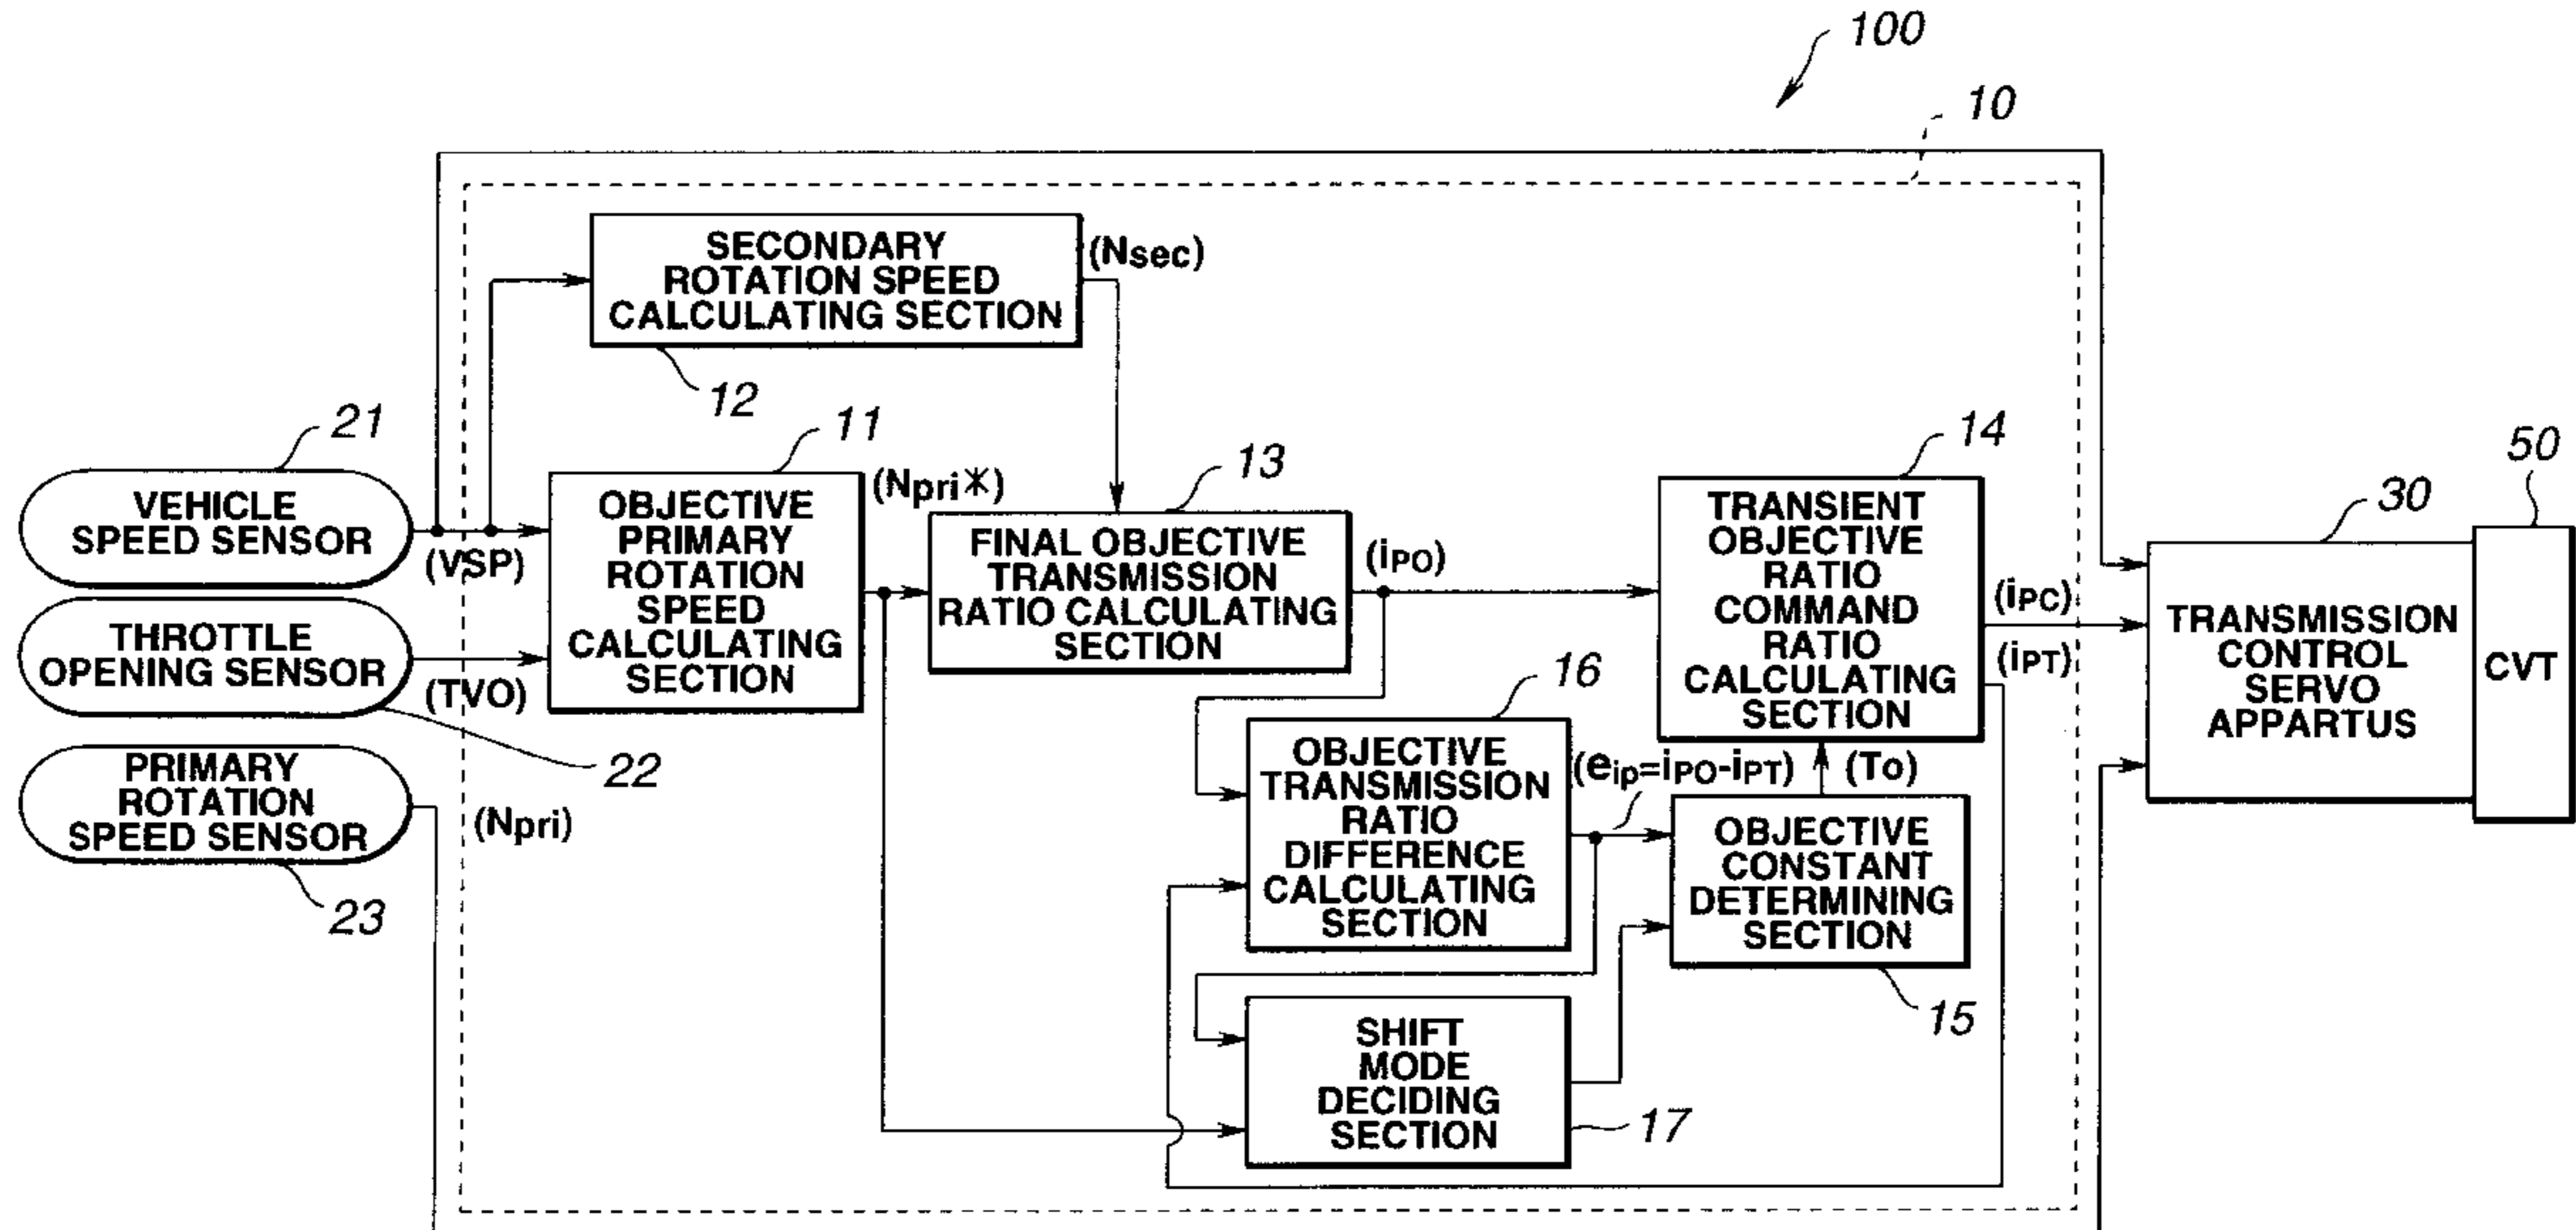 100
10
SECONDARY
ROTATION SPEED
CALCULATING SECTION
(Nsec)
12
21
VEHICLE
SPEED SENSOR
(VSP)
11
OBJECTIVE
PRIMARY
ROTATION
SPEED
CALCULATING
SECTION
(Npri*)
13
FINAL OBJECTIVE
TRANSMISSION
RATIO CALCULATING
SECTION
(iPO)
14
TRANSIENT
OBJECTIVE
RATIO
COMMAND
RATIO
CALCULATING
SECTION
(iPC)
(iPT)
30
TRANSMISSION
CONTROL
SERVO
APPARTUS
50
CVT
THROTTLE
OPENING SENSOR
(TVO)
22
PRIMARY
ROTATION
SPEED SENSOR
(Npri)
23
16
OBJECTIVE
TRANSMISSION
RATIO
DIFFERENCE
CALCULATING
SECTION
(eip=iPO-iPT)
(To)
OBJECTIVE
CONSTANT
DETERMINING
SECTION
15
SHIFT
MODE
DECIDING
SECTION
17